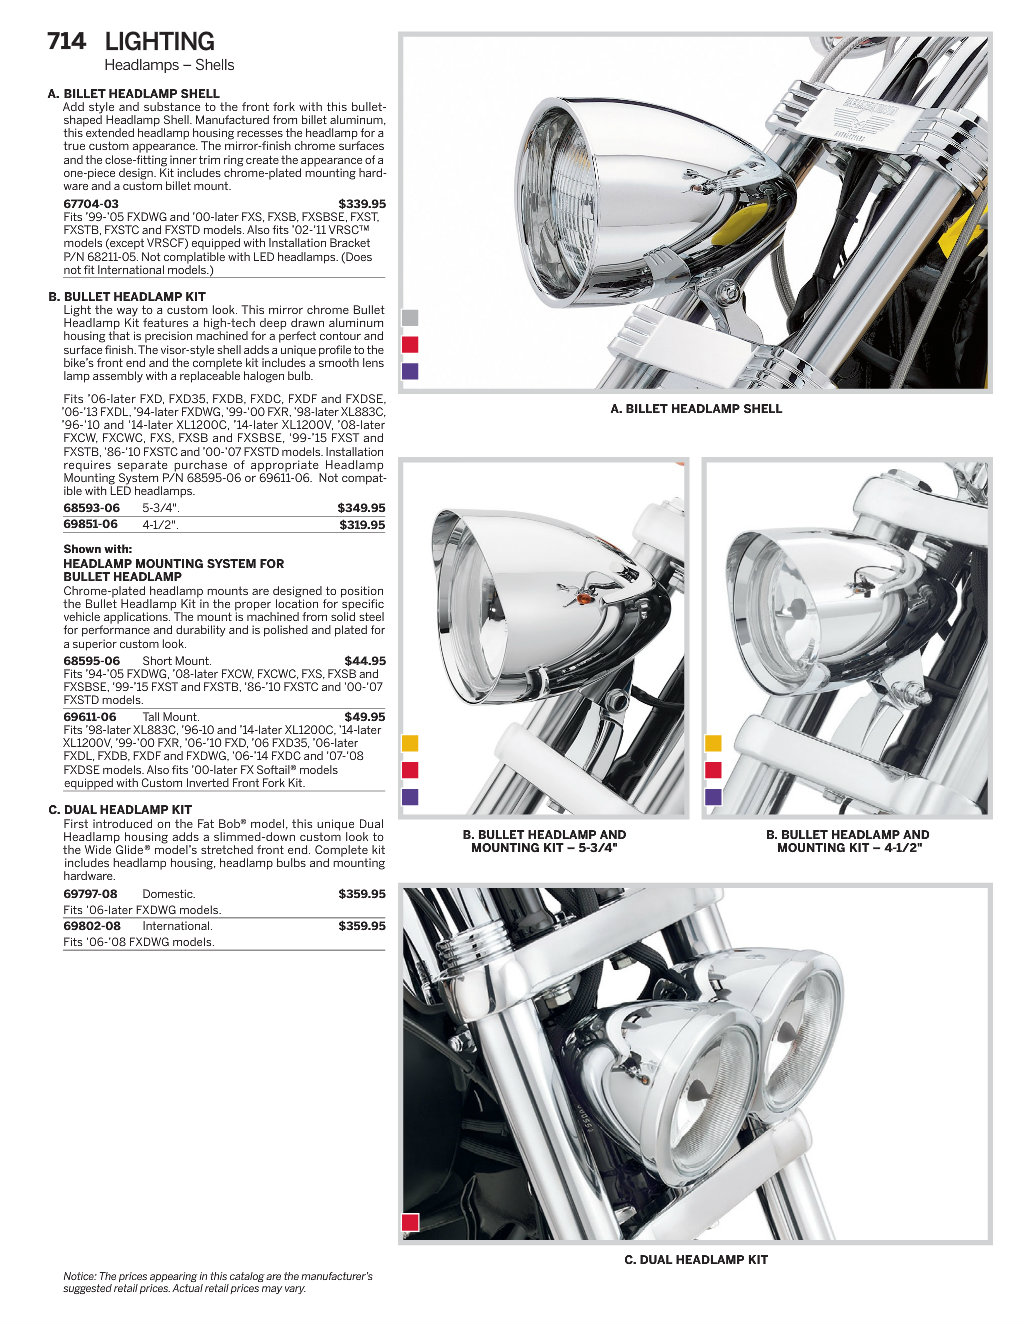 714 LIGHTING
Headlamps – Shells
A. BILLET HEADLAMP SHELL
Add style and substance to the front fork with this bullet-
shaped Headlamp Shell. Manufactured from billet aluminum,
this extended headlamp housing recesses the headlamp for a
true custom appearance. The mirror-finish chrome surfaces
and the close-fitting inner trim ring create the appearance of a
one-piece design. Kit includes chrome-plated mounting hard-
ware and a custom billet mount.
67704-03 $339.95
Fits ’99-’05 FXDWG and ’00-later FXS, FXSB, FXSBSE, FXST,
FXSTB, FXSTC and FXSTD models. Also fits ’02-’11 VRSC™
models (except VRSCF) equipped with Installation Bracket
P/N 68211-05. Not complatible with LED headlamps. (Does
not fit International models.)
B. BULLET HEADLAMP KIT
Light the way to a custom look. This mirror chrome Bullet
Headlamp Kit features a high-tech deep drawn aluminum
housing that is precision machined for a perfect contour and
surface finish. The visor-style shell adds a unique profile to the
bike’s front end and the complete kit includes a smooth lens
lamp assembly with a replaceable halogen bulb.
Fits ’06-later FXD, FXD35, FXDB, FXDC, FXDF and FXDSE,
’06-’13 FXDL, ’94-later FXDWG, ’99-‘00 FXR, ’98-later XL883C,
’96-’10 and ‘14-later XL1200C, ’14-later XL1200V, ’08-later
FXCW, FXCWC, FXS, FXSB and FXSBSE, ‘99-’15 FXST and
FXSTB, ’86-‘10 FXSTC and ’00-‘07 FXSTD models. Installation
requires separate purchase of appropriate Headlamp
Mounting System P/N 68595-06 or 69611-06. Not compat-
ible with LED headlamps.
68593-06 5-3/4". $349.95
69851-06 4-1/2". $319.95
Shown with:
HEADLAMP MOUNTING SYSTEM FOR
BULLET HEADLAMP
Chrome-plated headlamp mounts are designed to position
the Bullet Headlamp Kit in the proper location for specific
vehicle applications. The mount is machined from solid steel
for performance and durability and is polished and plated for
a superior custom look.
68595-06 Short Mount. $44.95
Fits ’94-’05 FXDWG, ’08-later FXCW, FXCWC, FXS, FXSB and
FXSBSE, ’99-’15 FXST and FXSTB, ‘86-’10 FXSTC and ’00-’07
FXSTD models.
69611-06 Tall Mount. $49.95
Fits ’98-later XL883C, ’96-10 and ’14-later XL1200C, ’14-later
XL1200V, ’99-’00 FXR, ’06-’10 FXD, ’06 FXD35, ’06-later
FXDL, FXDB, FXDF and FXDWG, ‘06-’14 FXDC and ’07-’08
FXDSE models. Also fits ’00-later FX Softail® models
equipped with Custom Inverted Front Fork Kit.
C. DUAL HEADLAMP KIT
First introduced on the Fat Bob® model, this unique Dual
Headlamp housing adds a slimmed-down custom look to
the Wide Glide® model’s stretched front end. Complete kit
includes headlamp housing, headlamp bulbs and mounting
hardware.
69797-08 Domestic. $359.95
Fits ’06-later FXDWG models.
69802-08 International. $359.95
Fits ’06-’08 FXDWG models.
Notice: The prices appearing in this catalog are the manufacturer’s
suggested retail prices. Actual retail prices may vary.
A. BILLET HEADLAMP SHELL
B. BULLET HEADLAMP AND
MOUNTING KIT – 5-3/4"
B. BULLET HEADLAMP AND
MOUNTING KIT – 4-1/2"
C. DUAL HEADLAMP KIT